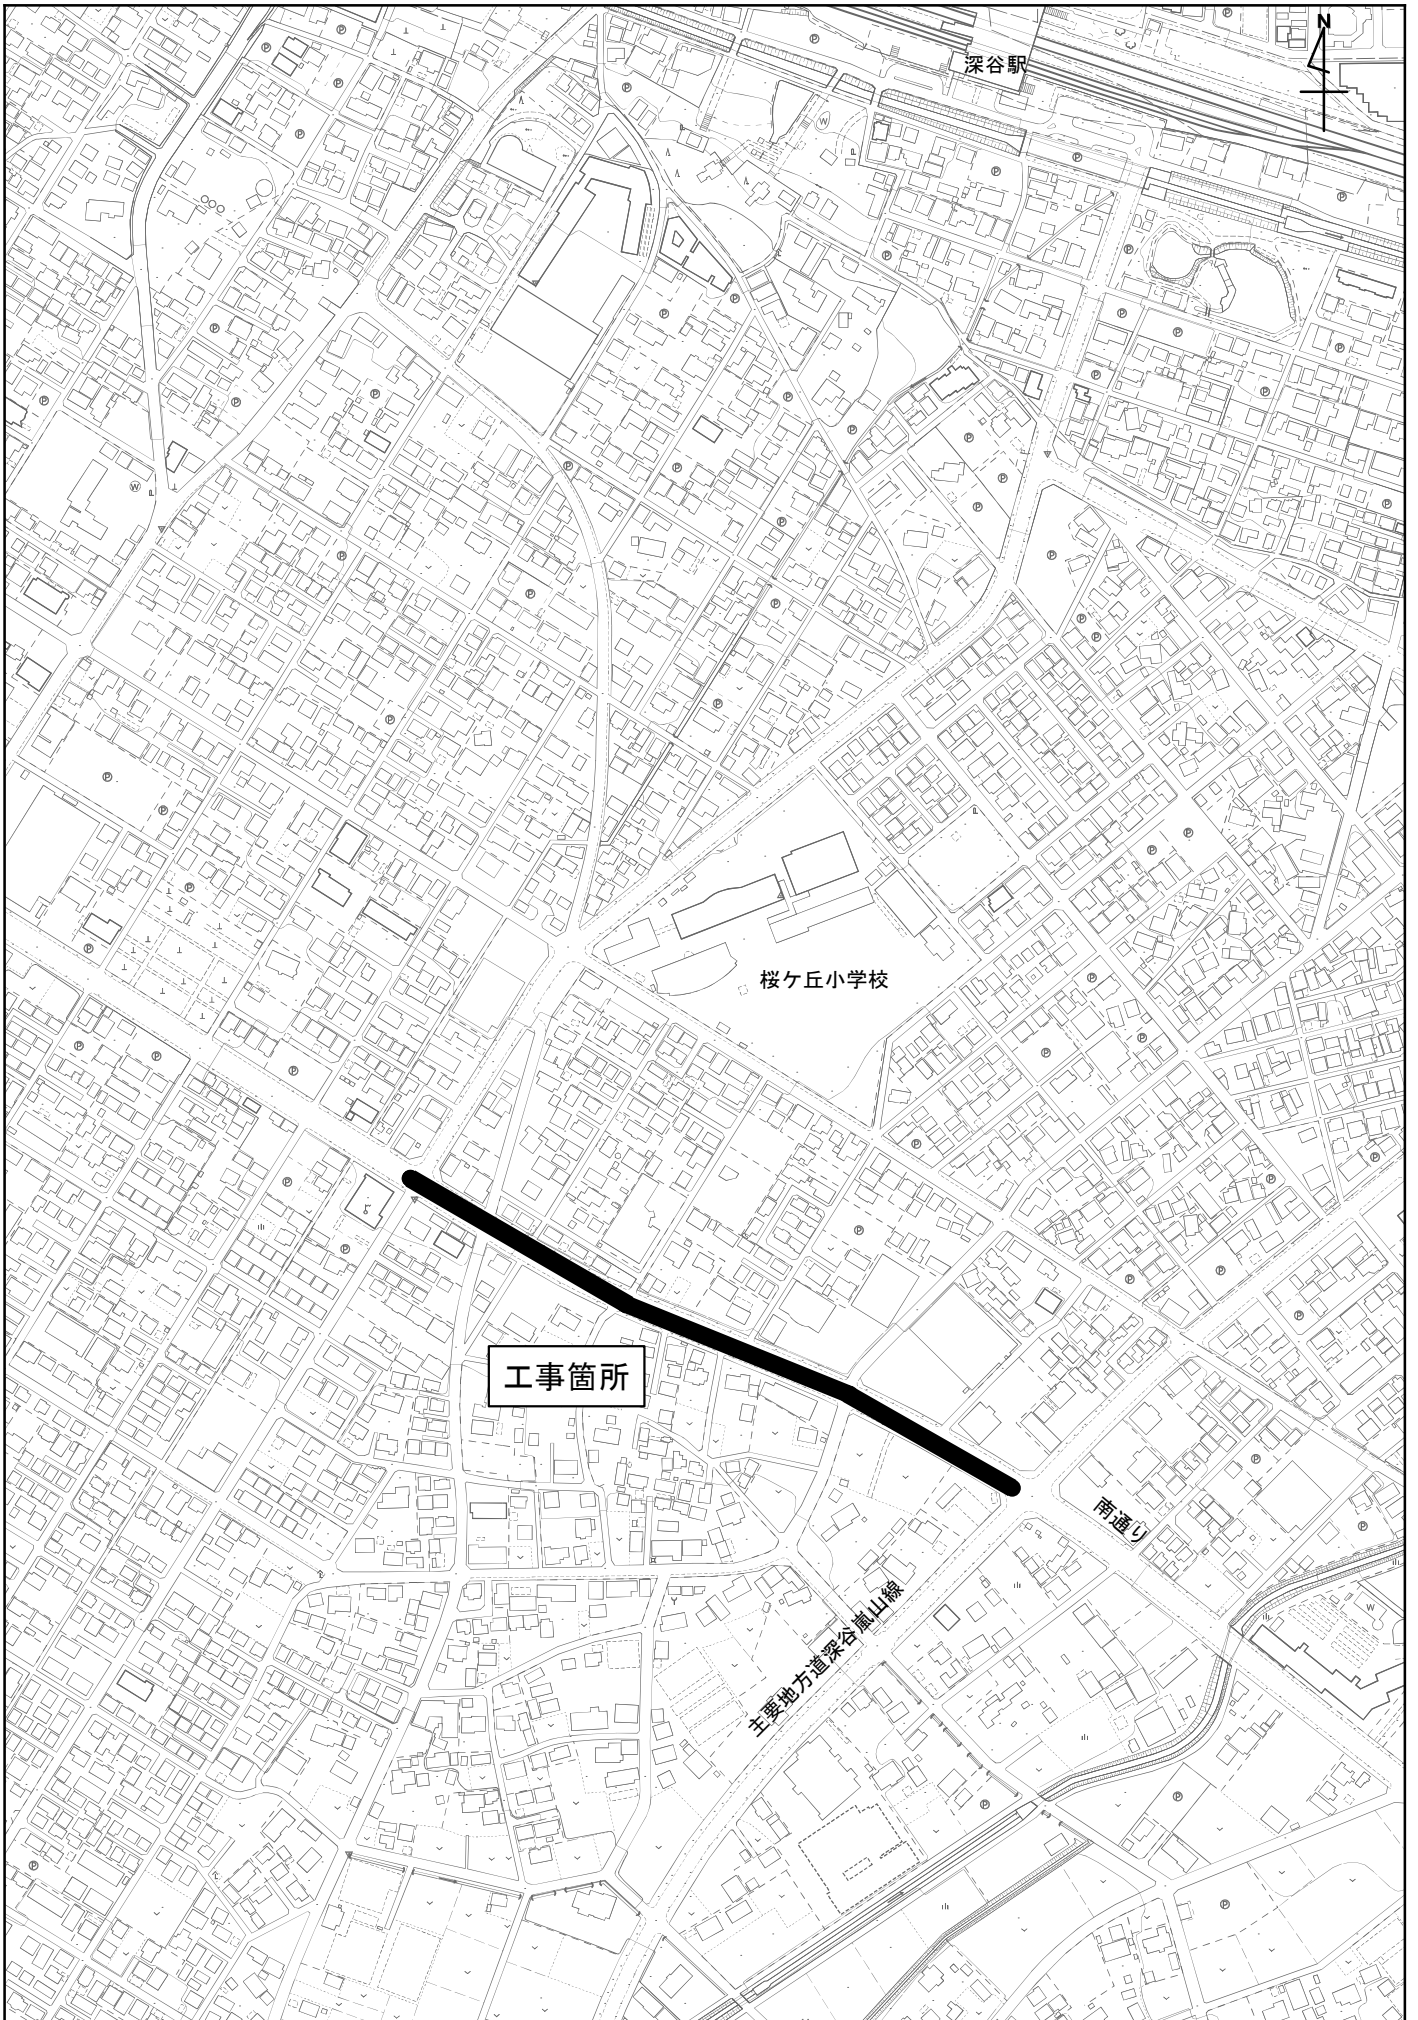 N
深谷駅
桜ケ丘小学校
工事箇所
南通り
主要地方道深谷嵐山線